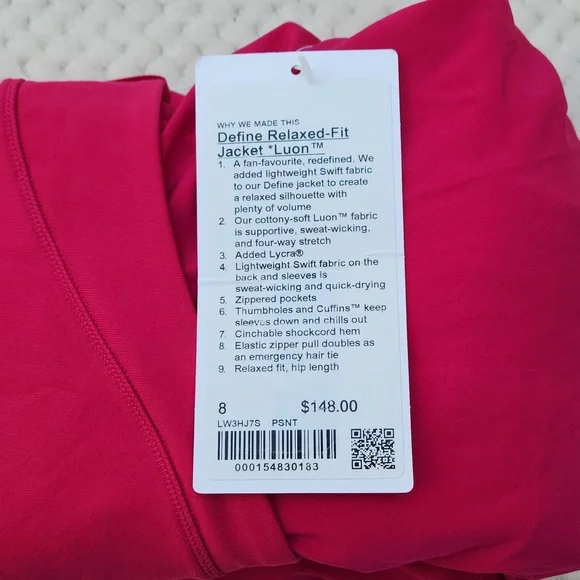 WHY WE MADE THIS
Define Relaxed-Fit
Jacket *Luon™
1. A fan-favourite, redefined. We
added lightweight Swift fabric
to our Define jacket to create
a relaxed silhouette with
plenty of volume
2. Our cottony-soft Luon™ fabric
is supportive, sweat-wicking,
and four-way stretch
3. Added Lycra®
4. Lightweight Swift fabric on the
back and sleeves is
sweat-wicking and quick-drying
5. Zippered pockets
6. Thumbholes and Cuffins™ keep
sleeves down and chills out
7. Cinchable shockcord hem
8. Elastic zipper pull doubles as
an emergency hair tie
9. Relaxed fit, hip length
8 $148.00
LW3HJ7S PSNT
000154830183